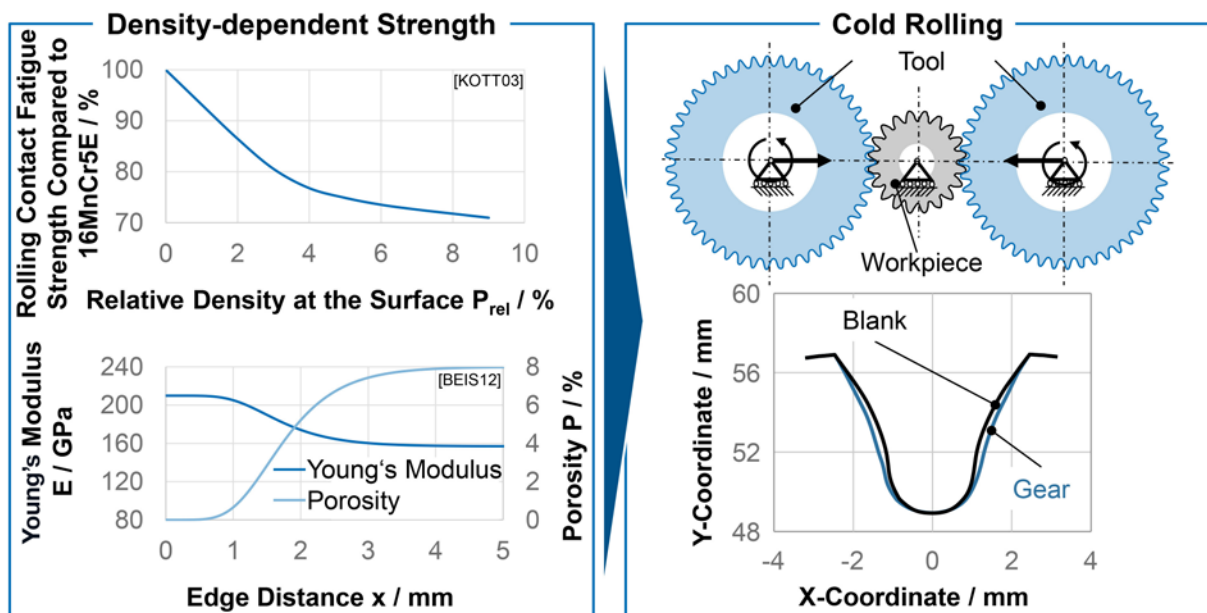 Density-dependent Strength
Rolling Contact Fatigue
Strength Compared to
16MnCr5E / %
100
90
80
70
[KOTT03]
0 2 4 6 8 10
Relative Density at the Surface Prel / %
Young's Modulus
E / GPa
240
200
160
120
80
[BEIS12]
Young's Modulus
Porosity
8
6
4
2
0
Porosity P / %
0 1 2 3 4 5
Edge Distance x / mm
Cold Rolling
Tool
Workpiece
Y-Coordinate / mm
60
56
52
48
Blank
Gear
-4 -2 0 2 4
X-Coordinate / mm